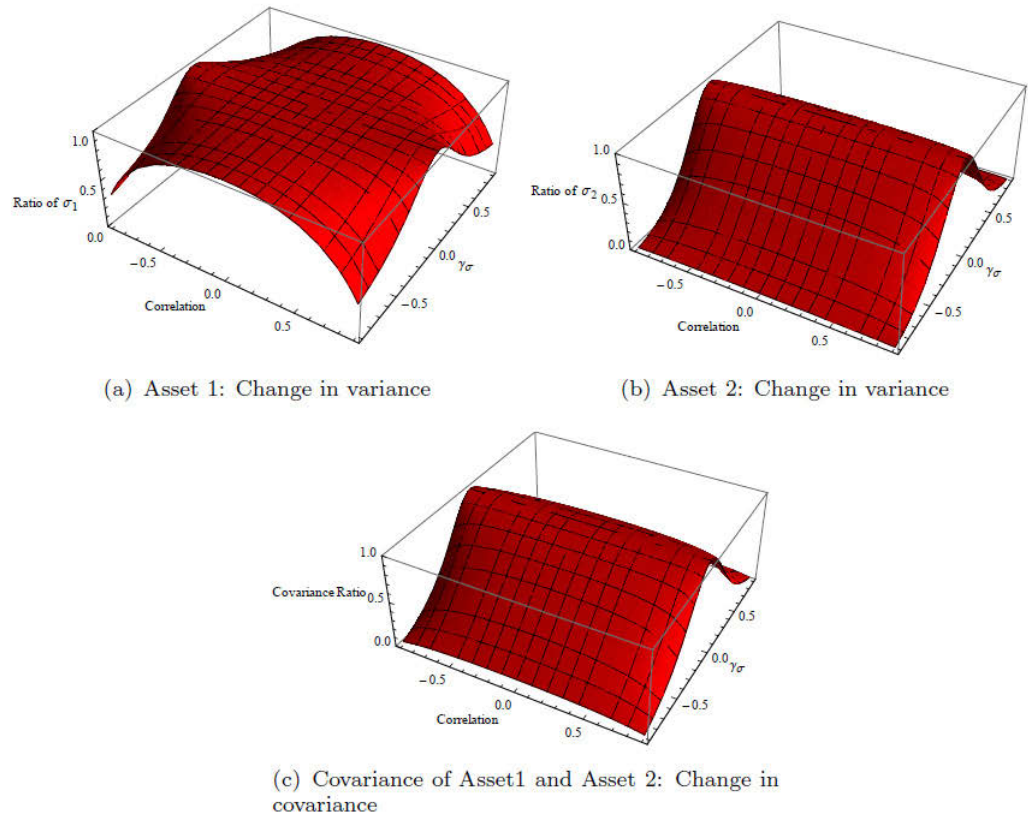 1.0
0.5
Ratio of σ1
0.0
−0.5
0.0
Correlation
0.5
0.5
0.0
γσ
−0.5
(a) Asset 1: Change in variance
1.0
Ratio of σ2
0.5
0.0
−0.5
0.0
Correlation
0.5
0.5
0.0
γσ
−0.5
(b) Asset 2: Change in variance
1.0
Covariance Ratio
0.5
0.0
−0.5
0.0
Correlation
0.5
0.5
0.0
γσ
−0.5
(c) Covariance of Asset1 and Asset 2: Change in
covariance